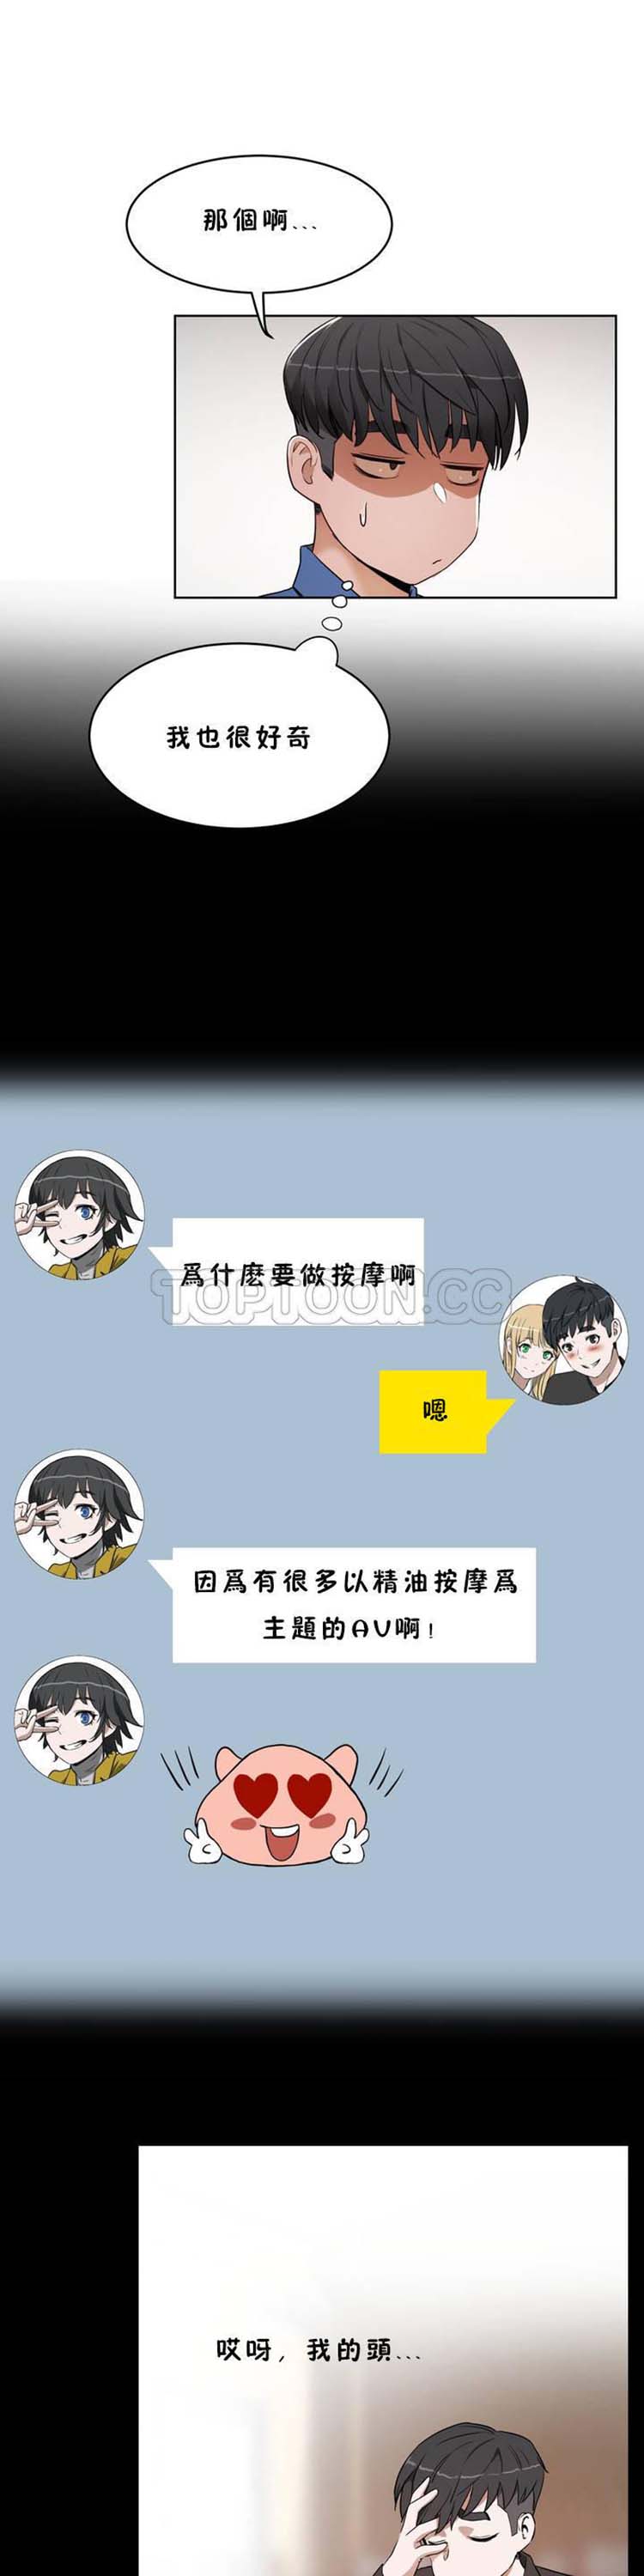 那個啊...
我也很好奇
爲什麽要做按摩啊
TOPTOON.CC
嗯
因爲有很多以精油按摩爲
主題的AV啊!
哎呀，我的頭...